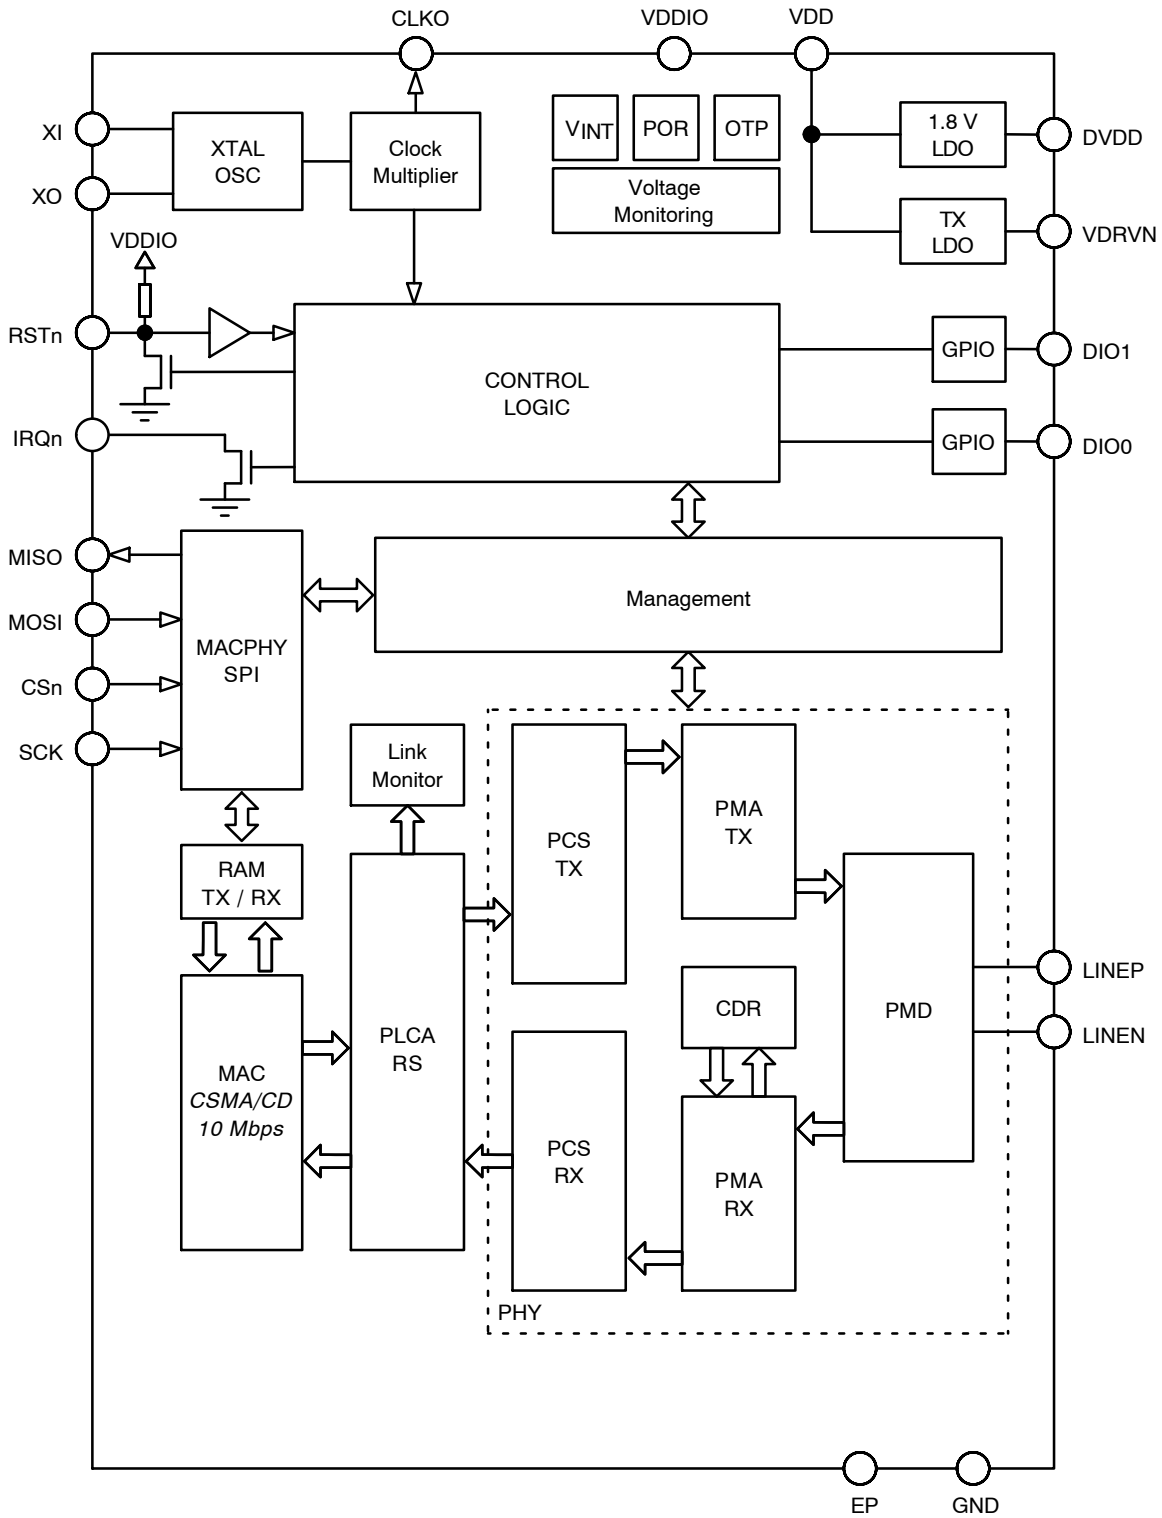 CLKO
VDDIO
VDD
XI
XO
XTAL
OSC
Clock
Multiplier
VINT
POR
OTP
Voltage
Monitoring
1.8 V
LDO
DVDD
TX
LDO
VDRVN
VDDIO
RSTn
IRQn
CONTROL
LOGIC
GPIO
DIO1
GPIO
DIO0
MISO
MOSI
CSn
SCK
MACPHY
SPI
Management
Link
Monitor
RAM
TX / RX
MAC
CSMA/CD
10 Mbps
PLCA
RS
PCS
TX
PMA
TX
CDR
PMD
LINEP
LINEN
PCS
RX
PMA
RX
PHY
EP
GND